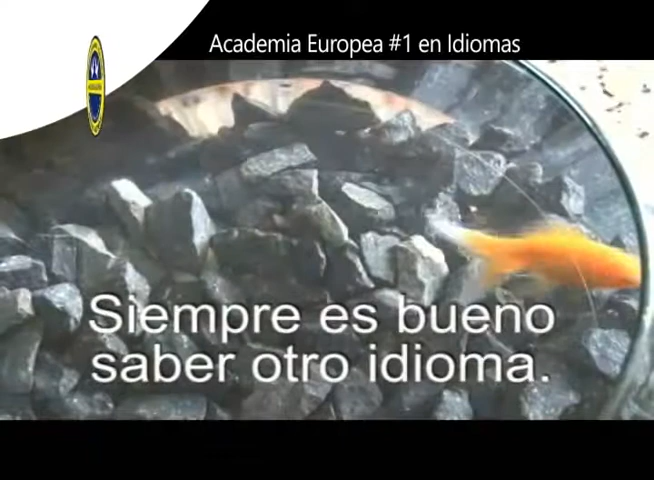 Academia Europea #1 en Idiomas
Siempre es bueno
saber otro idioma.